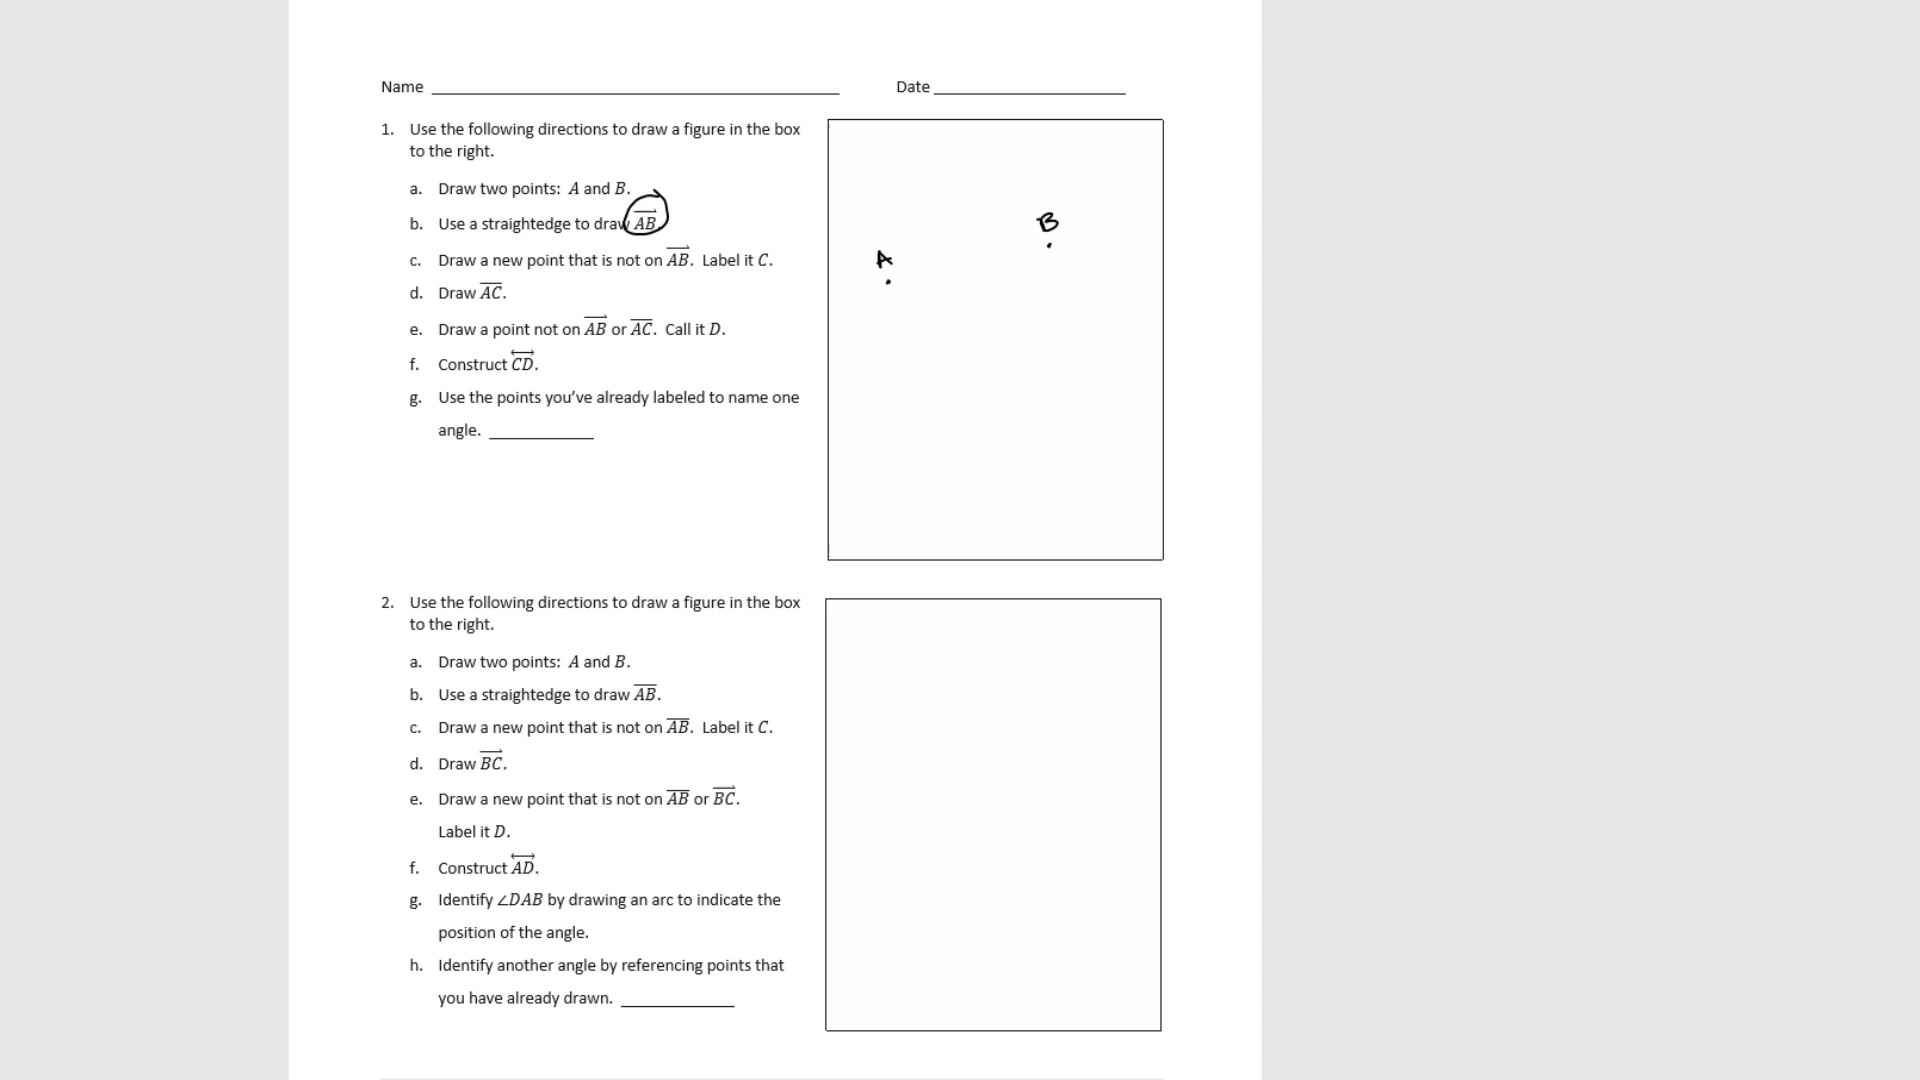 Name ____________ Date ____________
1. Use the following directions to draw a figure in the box
to the right.
a. Draw two points: A and B.
b. Use a straightedge to draw A͞B⃗.
c. Draw a new point that is not on AB⃗. Label it C.
d. Draw A̅C̅.
e. Draw a point not on AB⃗ or A̅C̅. Call it D.
f. Construct CD⃡.
g. Use the points you’ve already labeled to name one
angle. ____________
B
A
2. Use the following directions to draw a figure in the box
to the right.
a. Draw two points: A and B.
b. Use a straightedge to draw A̅B̅.
c. Draw a new point that is not on A̅B̅. Label it C.
d. Draw BC⃗.
e. Draw a new point that is not on A̅B̅ or BC⃗.
Label it D.
f. Construct AD⃡.
g. Identify ∠DAB by drawing an arc to indicate the
position of the angle.
h. Identify another angle by referencing points that
you have already drawn. ____________